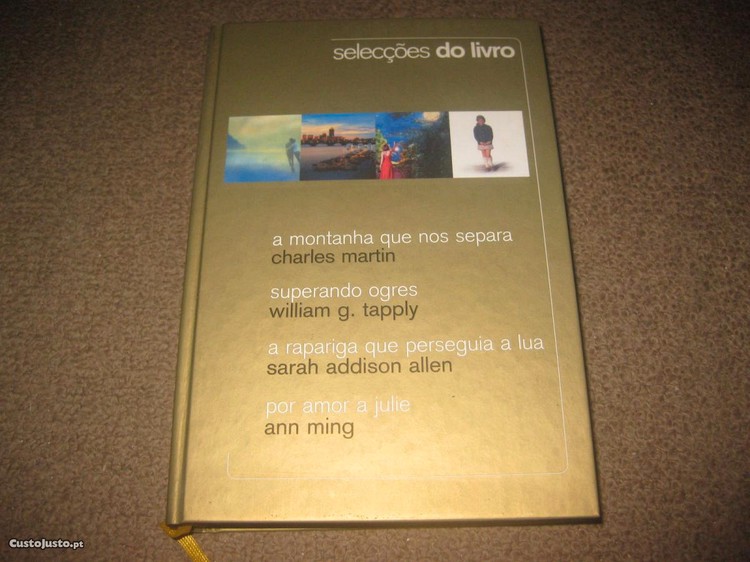 selecções do livro
a montanha que nos separa
charles martin
superando ogres
william g. tapply
a rapariga que perseguia a lua
sarah addison allen
por amor a julie
ann ming
CustoJusto.pt